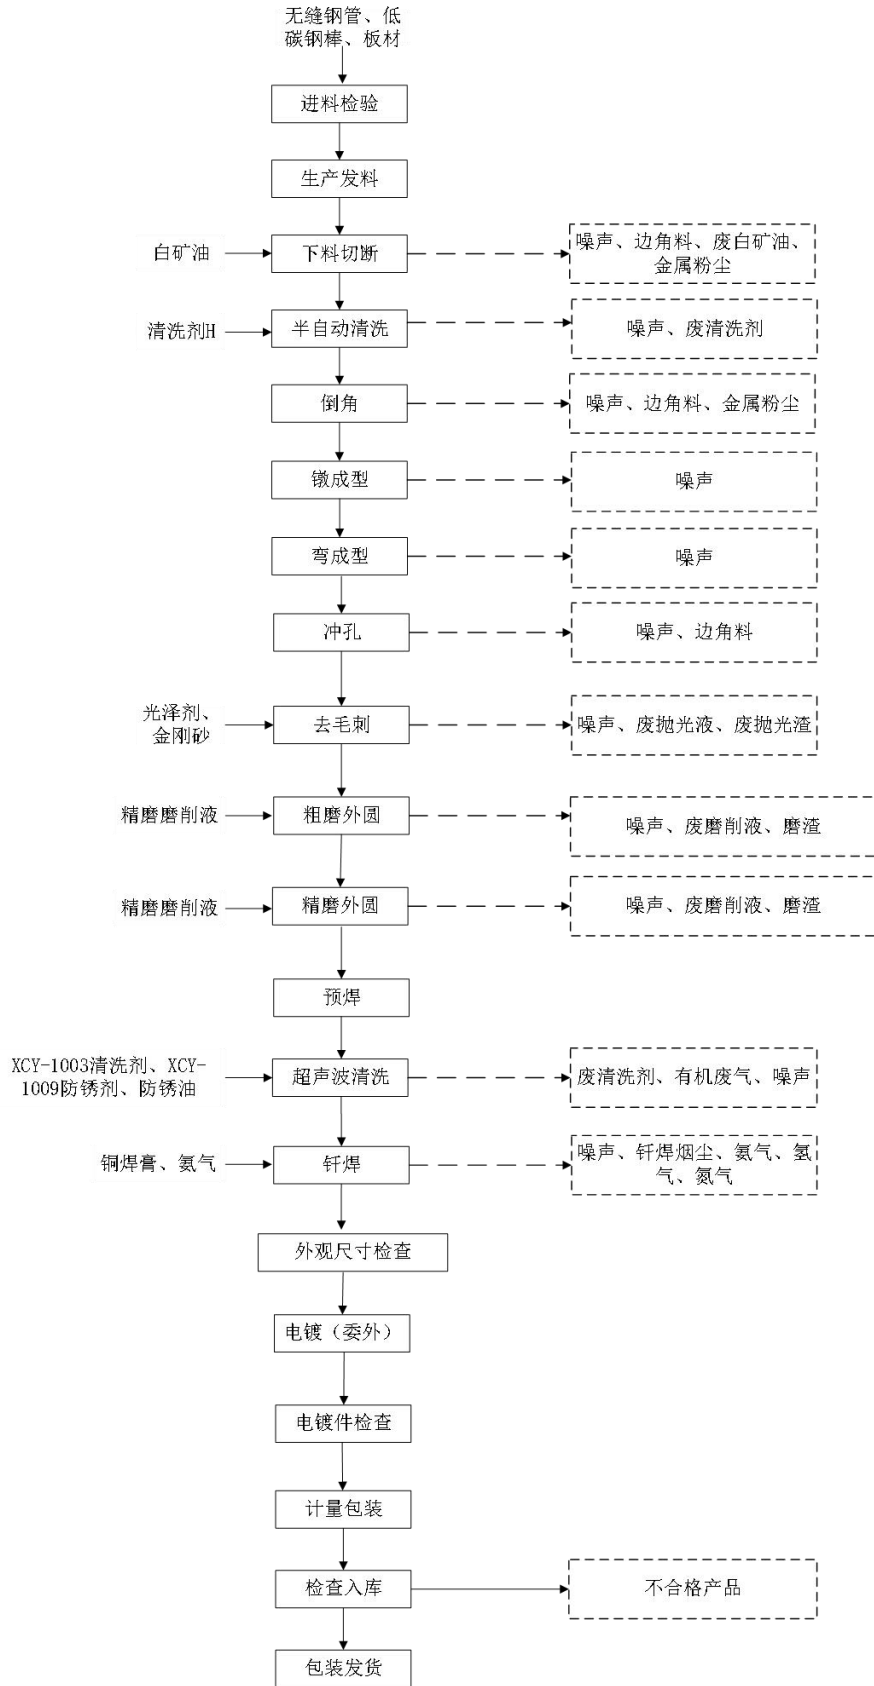 无缝钢管、低
碳钢棒、板材
进料检验
生产发料
白矿油
下料切断
噪声、边角料、废白矿油、
金属粉尘
清洗剂H
半自动清洗
噪声、废清洗剂
倒角
噪声、边角料、金属粉尘
镦成型
噪声
弯成型
噪声
冲孔
噪声、边角料
光泽剂、
金刚砂
去毛刺
噪声、废抛光液、废抛光渣
精磨磨削液
粗磨外圆
噪声、废磨削液、磨渣
精磨磨削液
精磨外圆
噪声、废磨削液、磨渣
预焊
XCY-1003清洗剂、XCY-
1009防锈剂、防锈油
超声波清洗
废清洗剂、有机废气、噪声
铜焊膏、氨气
钎焊
噪声、钎焊烟尘、氨气、氢
气、氮气
外观尺寸检查
电镀（委外）
电镀件检查
计量包装
检查入库
不合格产品
包装发货